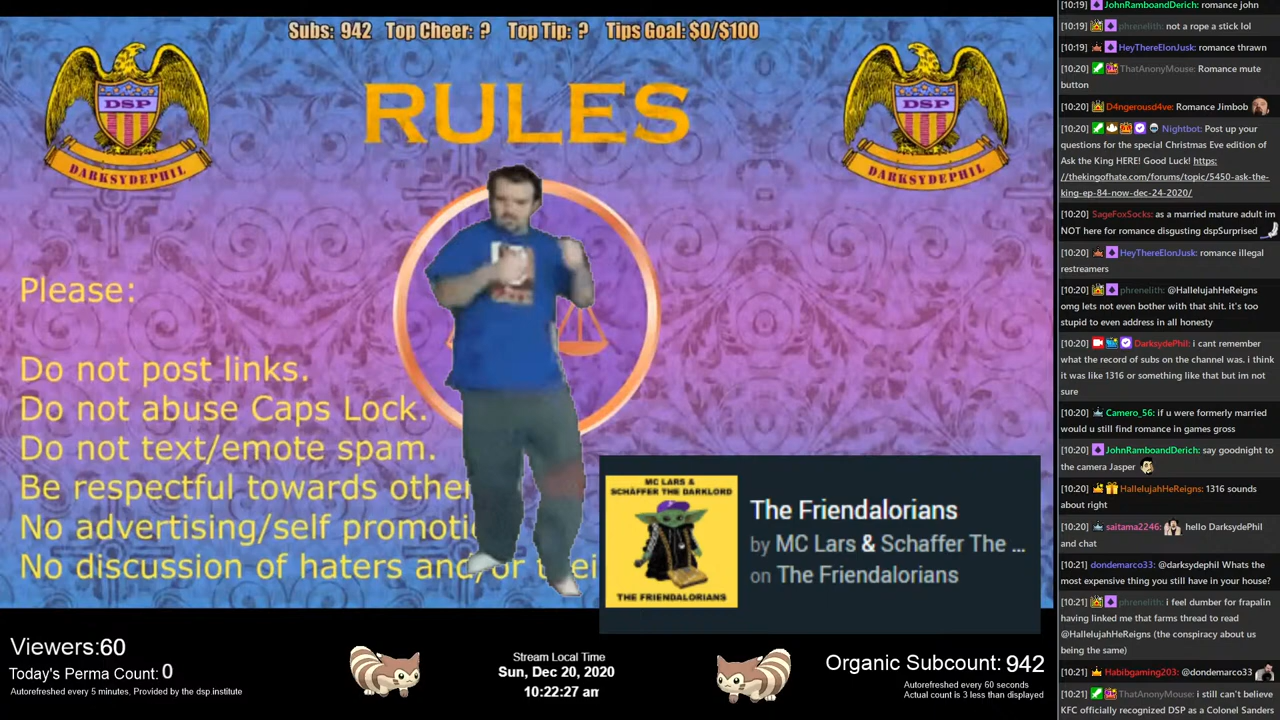 Subs: 942 Top Cheer: ? Top Tip: ? Tips Goal: $0/$100
DSP
DARKSYDEPHIL
RULES
DSP
DARKSYDEPHIL
Please:
Do not post links.
Do not abuse Caps Lock.
Do not text/emote spam.
Be respectful towards other
No advertising/self promoti
No discussion of haters and/or thei
MC LARS &
SCHÄFFER THE DARKLORD
THE FRIENDALORIANS
The Friendalorians
by MC Lars & Schaffer The ...
on The Friendalorians
Viewers:60
Today's Perma Count: 0
Autorefreshed every 5 minutes, Provided by the dsp institute
Stream Local Time
Sun, Dec 20, 2020
10:22:27 am
Organic Subcount: 942
Autorefreshed every 60 seconds
Actual count is 3 less than displayed
[10:19] JohnRamboandDerich: romance john
[10:19] phrenelith: not a rope a stick lol
[10:19] HeyThereElonJusk: romance thrawn
[10:20] ThatAnonyMouse: Romance mute
button
[10:20] D4ngerousd4ve: Romance Jimbob
[10:20] Nightbot: Post up your
questions for the special Christmas Eve edition of
Ask the King HERE! Good Luck! https:
//thekingofhate.com/forums/topic/5450-ask-the-
king-ep-84-now-dec-24-2020/
[10:20] SageFoxSocks: as a married mature adult im
NOT here for romance disgusting dspSurprised
[10:20] HeyThereElonJusk: romance illegal
restreamers
[10:20] phrenelith: @HallelujahHeReigns
omg lets not even bother with that shit. it's too
stupid to even address in all honesty
[10:20] DarksydePhil: i cant remember
what the record of subs on the channel was. i think
it was like 1316 or something like that but im not
sure
[10:20] Camero_56: if u were formerly married
would u still find romance in games gross
[10:20] JohnRamboandDerich: say goodnight to
the camera Jasper
[10:20] HallelujahHeReigns: 1316 sounds
about right
[10:20] saitama2246: hello DarksydePhil
and chat
[10:21] dondemarco33: @darksydephil Whats the
most expensive thing you still have in your house?
[10:21] phrenelith: i feel dumber for frapalin
having linked me that farms thread to read
@HallelujahHeReigns (the conspiracy about us
being the same)
[10:21] Habibgaming203: @dondemarco33
[10:21] ThatAnonyMouse: i still can't believe
KFC officially recognized DSP as a Colonel Sanders